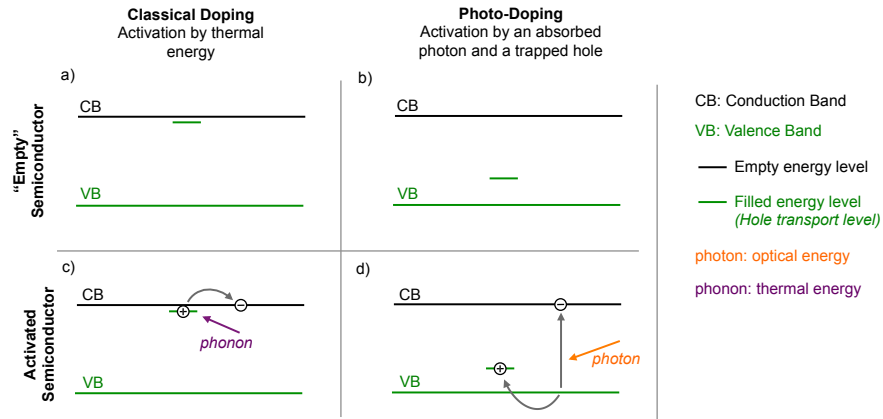 Classical Doping
Activation by thermal
energy
Photo-Doping
Activation by an absorbed
photon and a trapped hole
"Empty"
Semiconductor
a)
CB
VB
b)
CB
VB
Activated
Semiconductor
c)
CB
+
−
phonon
VB
d)
CB
−
photon
+
VB
CB: Conduction Band
VB: Valence Band
Empty energy level
Filled energy level
(Hole transport level)
photon: optical energy
phonon: thermal energy